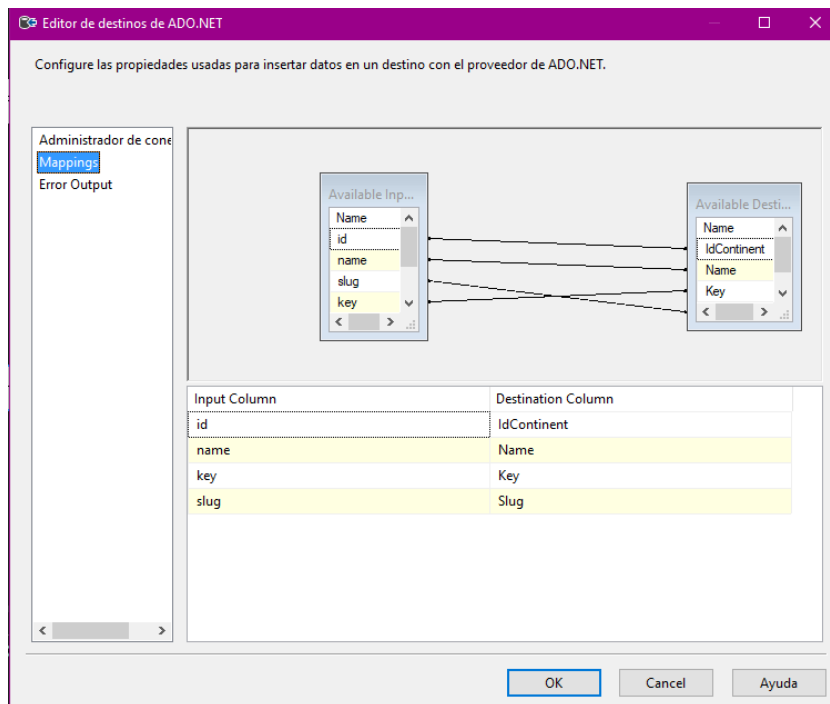 Editor de destinos de ADO.NET
Configure las propiedades usadas para insertar datos en un destino con el proveedor de ADO.NET.
Administrador de cone
Mappings
Error Output
Available Inp...
Name
id
name
slug
key
Available Desti...
Name
IdContinent
Name
Key
Input Column Destination Column
id IdContinent
name Name
key Key
slug Slug
OK Cancel Ayuda